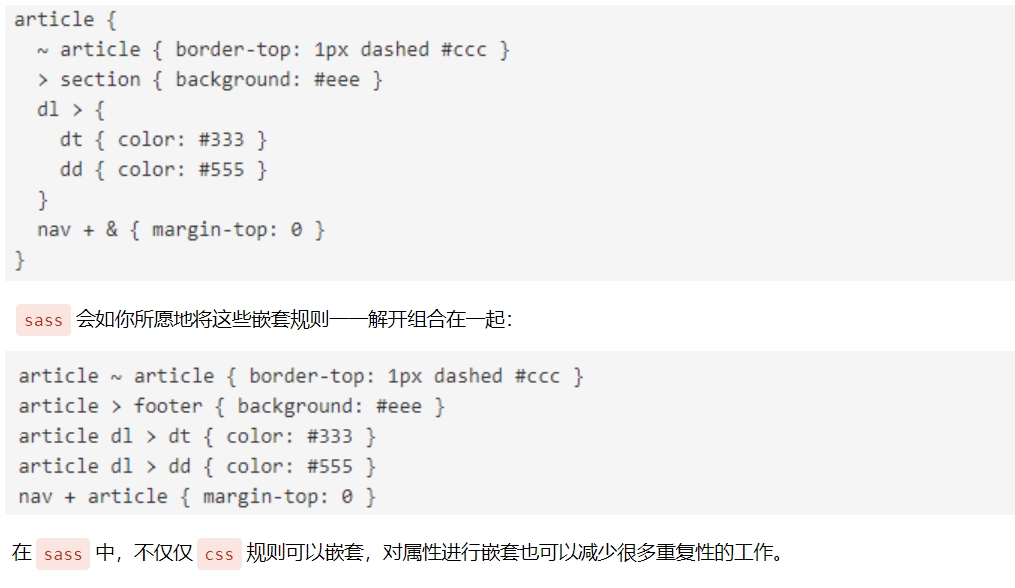 article {
  ~ article { border-top: 1px dashed #ccc }
  > section { background: #eee }
  dl > {
    dt { color: #333 }
    dd { color: #555 }
  }
  nav + & { margin-top: 0 }
}
sass 会如你所愿地将这些嵌套规则一一解开组合在一起：
article ~ article { border-top: 1px dashed #ccc }
article > footer { background: #eee }
article dl > dt { color: #333 }
article dl > dd { color: #555 }
nav + article { margin-top: 0 }
在 sass 中，不仅仅 css 规则可以嵌套，对属性进行嵌套也可以减少很多重复性的工作。